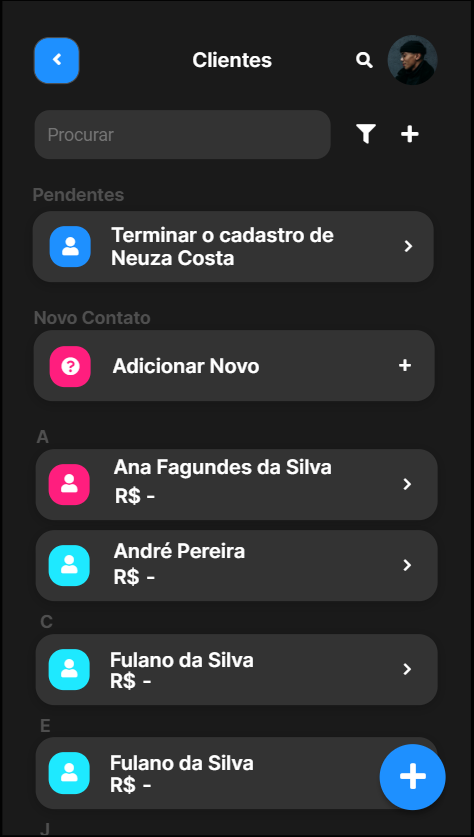 Clientes
Procurar
Pendentes
Terminar o cadastro de
Neuza Costa
Novo Contato
Adicionar Novo
A
Ana Fagundes da Silva
R$ -
André Pereira
R$ -
C
Fulano da Silva
R$ -
E
Fulano da Silva
R$ -
J